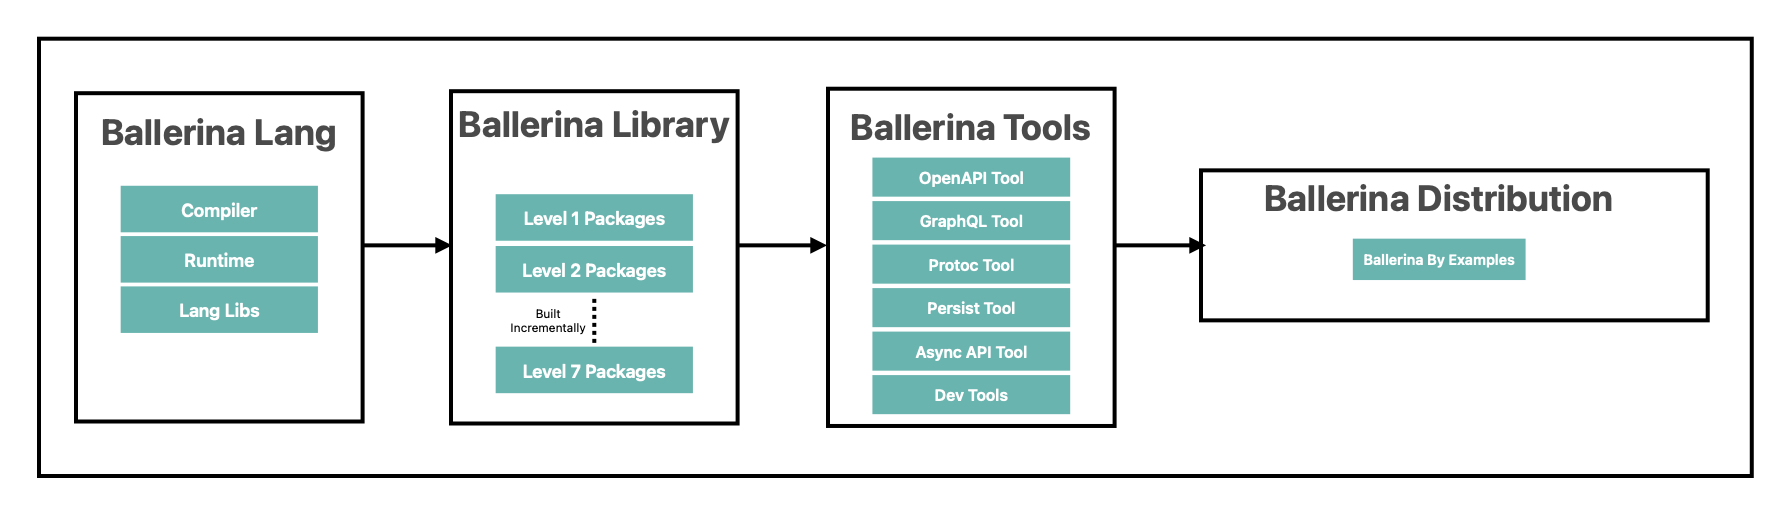 Ballerina Lang
Compiler
Runtime
Lang Libs
Ballerina Library
Level 1 Packages
Level 2 Packages
Built
Incrementally
Level 7 Packages
Ballerina Tools
OpenAPI Tool
GraphQL Tool
Protoc Tool
Persist Tool
Async API Tool
Dev Tools
Ballerina Distribution
Ballerina By Examples